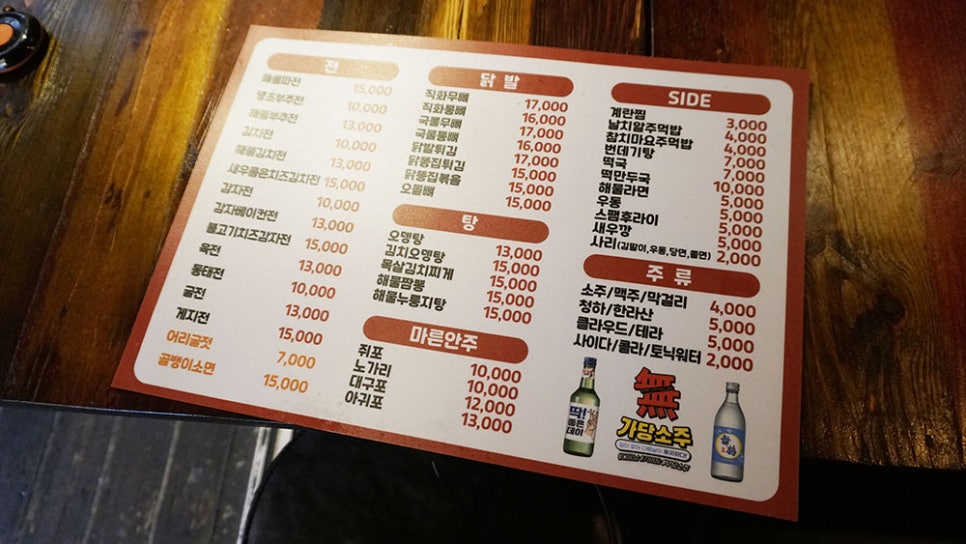 전
해물파전 15,000
땡초부추전 10,000
해물부추전 13,000
김치전 10,000
해물김치전 13,000
새우품은치즈김치전 15,000
감자전 10,000
감자베이컨전 13,000
불고기치즈감자전 15,000
육전 13,000
동태전 10,000
굴전 13,000
게지전 15,000
어리굴젓 7,000
골뱅이소면 15,000
닭발
직화무뼈 17,000
직화통뼈 16,000
국물무뼈 17,000
국물통뼈 16,000
닭발튀김 17,000
닭똥집튀김 15,000
닭똥집볶음 15,000
오돌뼈 15,000
탕
오뎅탕 13,000
김치오뎅탕 15,000
목살김치찌게 15,000
해물짬뽕 15,000
해물누룽지탕 15,000
마른안주
쥐포 10,000
노가리 10,000
대구포 12,000
아귀포 13,000
SIDE
계란찜 3,000
날치알주먹밥 4,000
참치마요주먹밥 4,000
번데기탕 7,000
떡국 7,000
떡만두국 10,000
해물라면 5,000
우동 5,000
스팸후라이 5,000
새우깡 5,000
사리(김말이,우동,당면,쫄면) 2,000
주류
소주/맥주/막걸리 4,000
청하/한라산 5,000
클라우드/테라 5,000
사이다/콜라/토닉워터 2,000
딱!
좋은
데이
無
가당소주